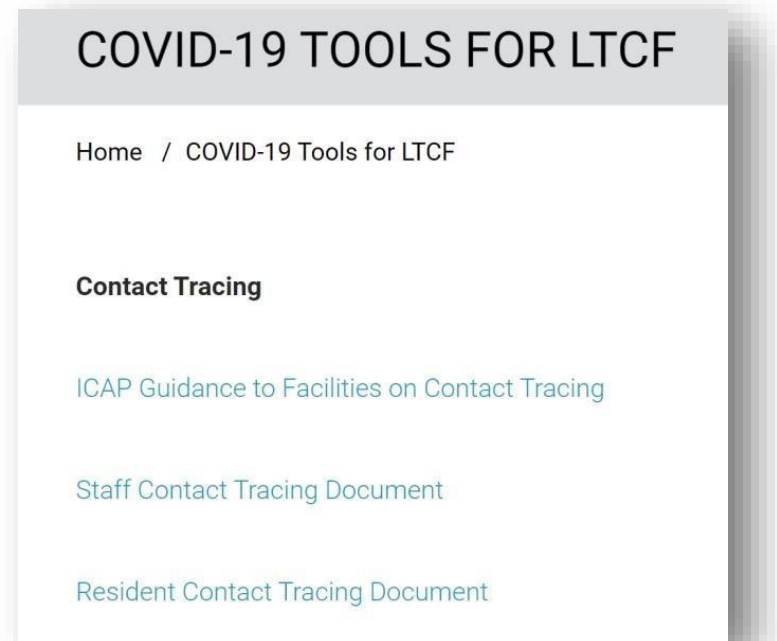 COVID-19 TOOLS FOR LTCF
Home / COVID-19 Tools for LTCF
Contact Tracing
ICAP Guidance to Facilities on Contact Tracing
Staff Contact Tracing Document
Resident Contact Tracing Document